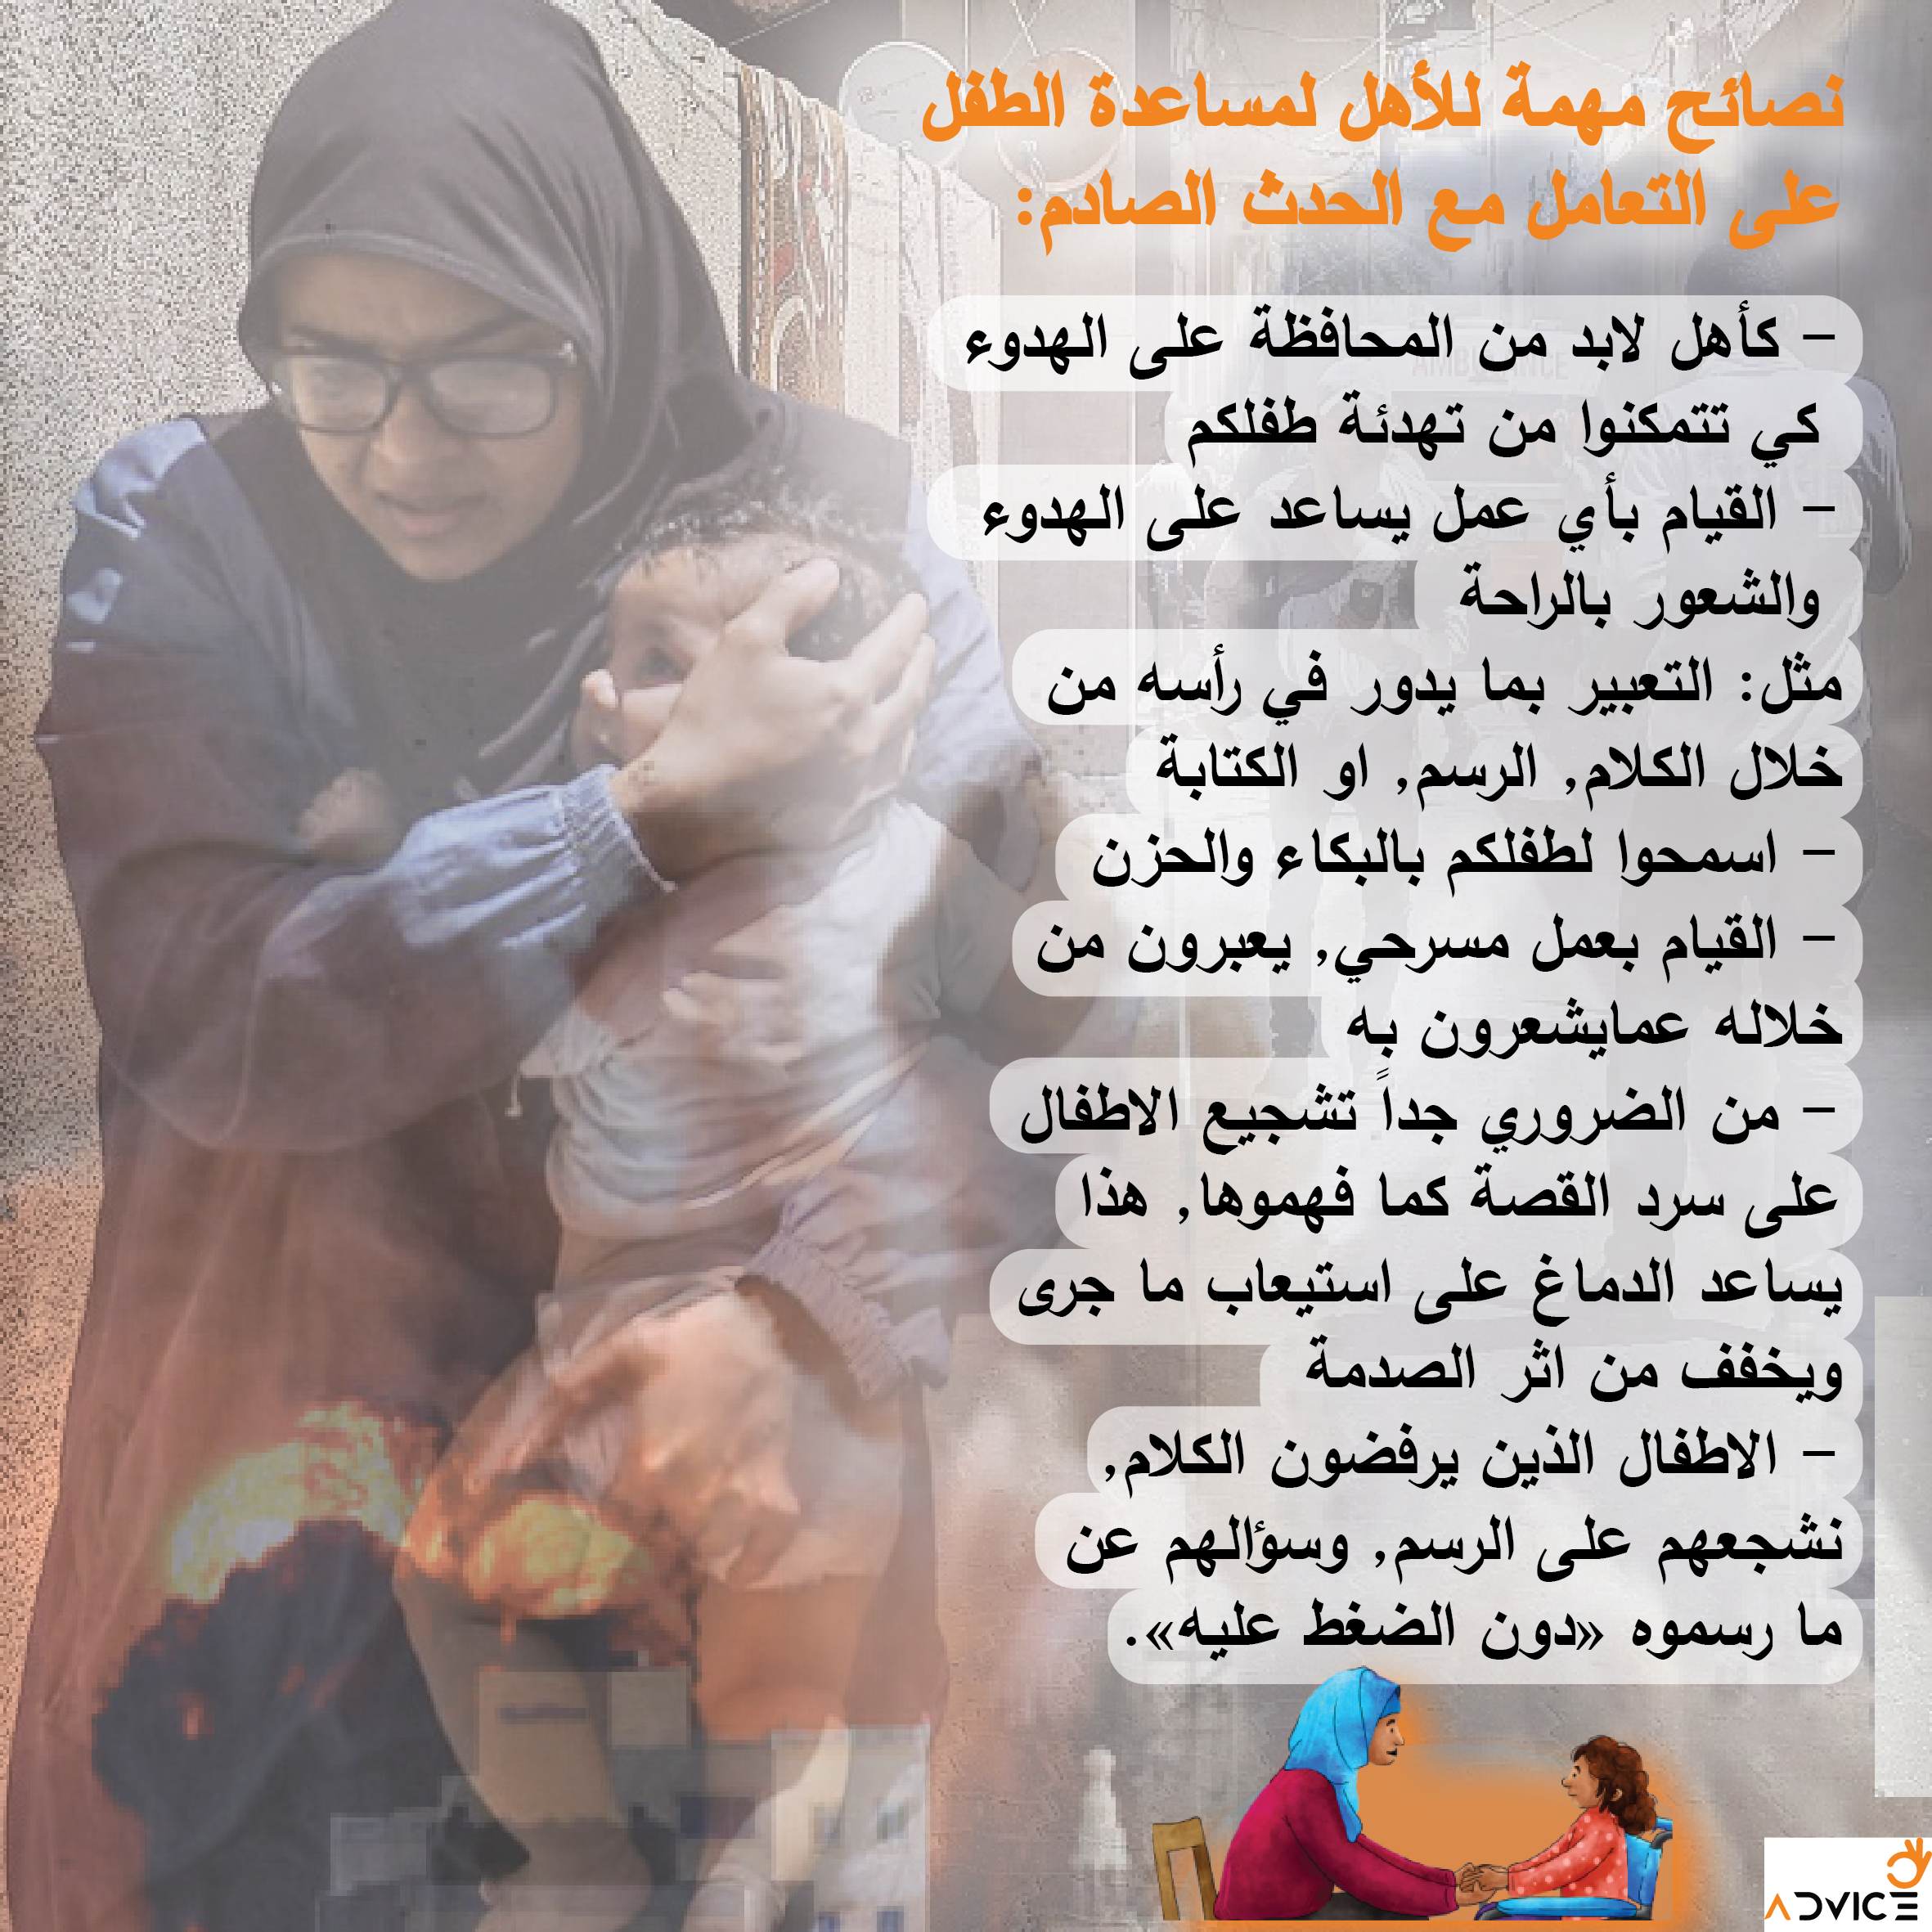 نصائح مهمة للأهل لمساعدة الطفل
على التعامل مع الحدث الصادم:
- كأهل لابد من المحافظة على الهدوء
كي تتمكنوا من تهدئة طفلكم
- القيام بأي عمل يساعد على الهدوء
والشعور بالراحة
مثل: التعبير بما يدور في رأسه من
خلال الكلام, الرسم, او الكتابة
- اسمحوا لطفلكم بالبكاء والحزن
- القيام بعمل مسرحي, يعبرون من
خلاله عمايشعرون به
- من الضروري جداً تشجيع الاطفال
على سرد القصة كما فهموها, هذا
يساعد الدماغ على استيعاب ما جرى
ويخفف من اثر الصدمة
- الاطفال الذين يرفضون الكلام,
نشجعهم على الرسم, وسؤالهم عن
ما رسموه «دون الضغط عليه».
AMBULANCE
ADVICE